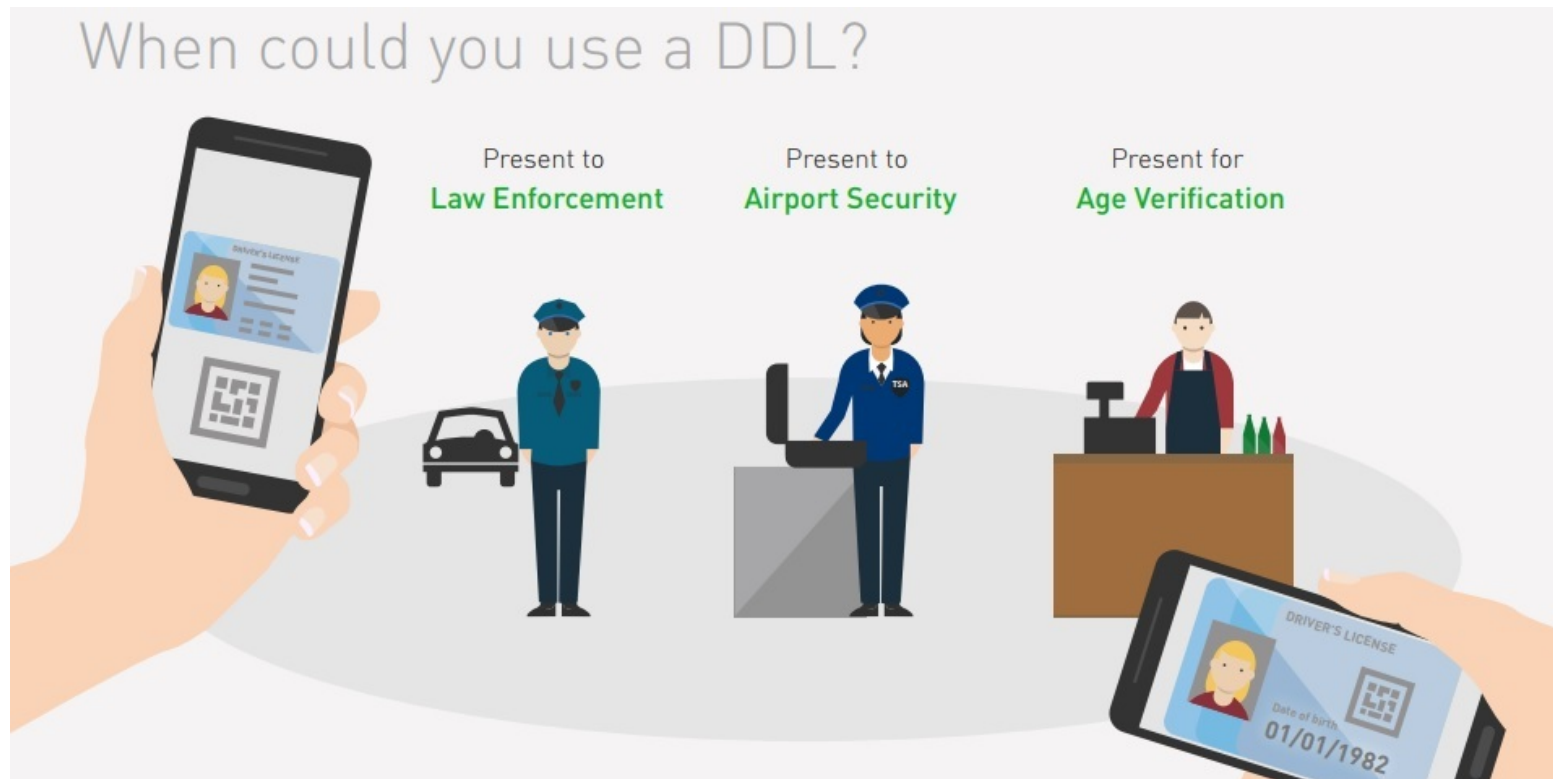 When could you use a DDL?
Present to
Law Enforcement
Present to
Airport Security
Present for
Age Verification
DRIVER'S LICENSE
TSA
DRIVER'S LICENSE
Date of birth
01/01/1982